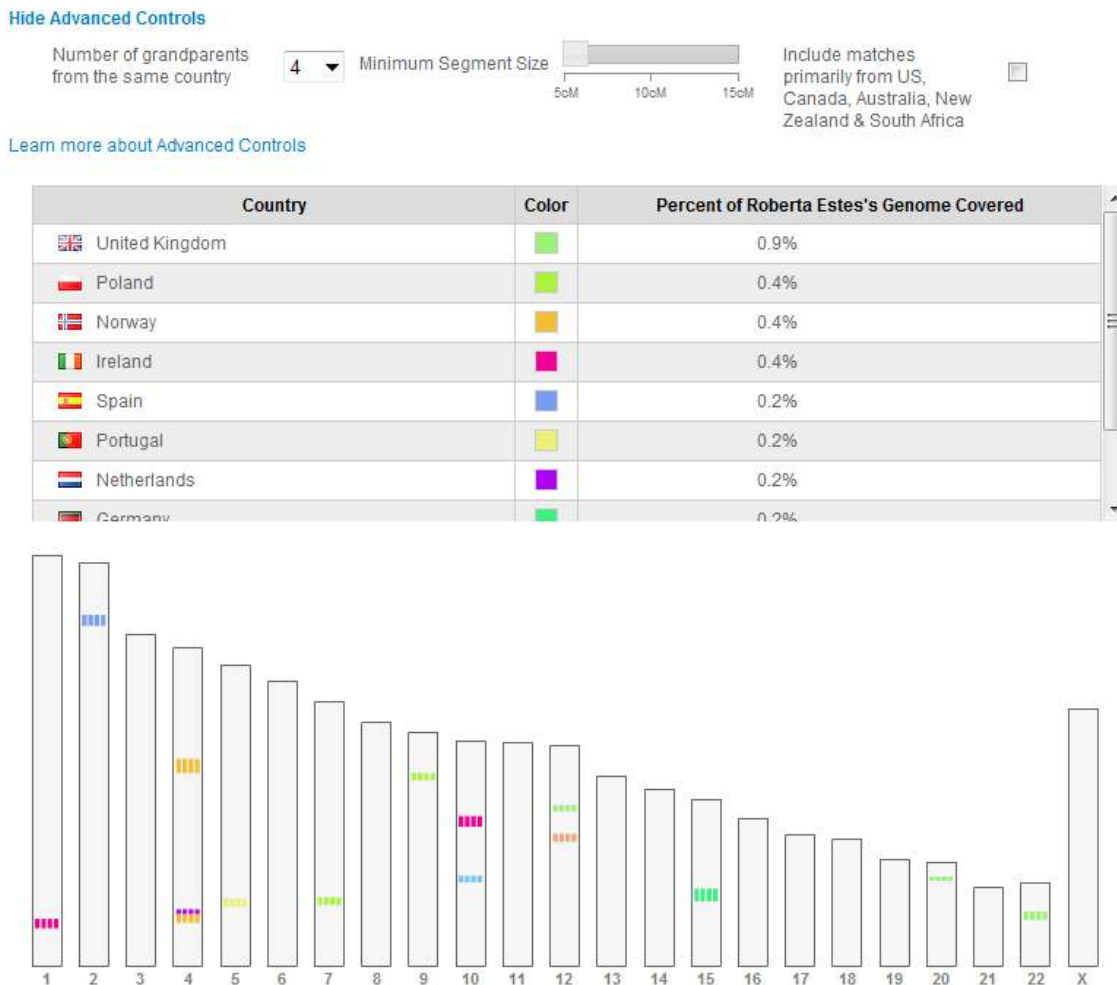 Hide Advanced Controls
Number of grandparents
from the same country
4
Minimum Segment Size
5cM 10cM 15cM
Include matches
primarily from US,
Canada, Australia, New
Zealand & South Africa
Learn more about Advanced Controls
Country Color Percent of Roberta Estes's Genome Covered
United Kingdom 0.9%
Poland 0.4%
Norway 0.4%
Ireland 0.4%
Spain 0.2%
Portugal 0.2%
Netherlands 0.2%
Germany 0.2%
1 2 3 4 5 6 7 8 9 10 11 12 13 14 15 16 17 18 19 20 21 22 X